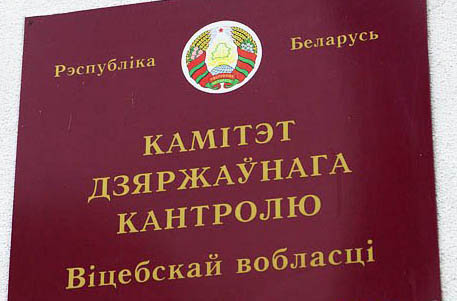 Рэспубліка Беларусь
КАМІТЭТ
ДЗЯРЖАЎНАГА
КАНТРОЛЮ
Віцебскай вобласці